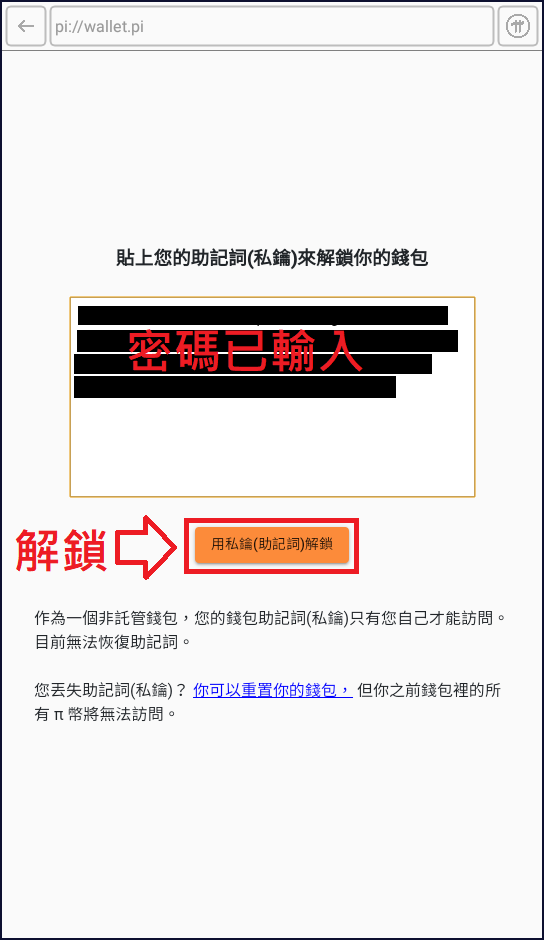 pi://wallet.pi
貼上您的助記詞(私鑰)來解鎖你的錢包
密碼已輸入
解鎖
用私鑰(助記詞)解鎖
作為一個非託管錢包，您的錢包助記詞(私鑰)只有您自己才能訪問。
目前無法恢復助記詞。
您丟失助記詞(私鑰)？ 你可以重置你的錢包， 但你之前錢包裡的所
有 π 幣將無法訪問。